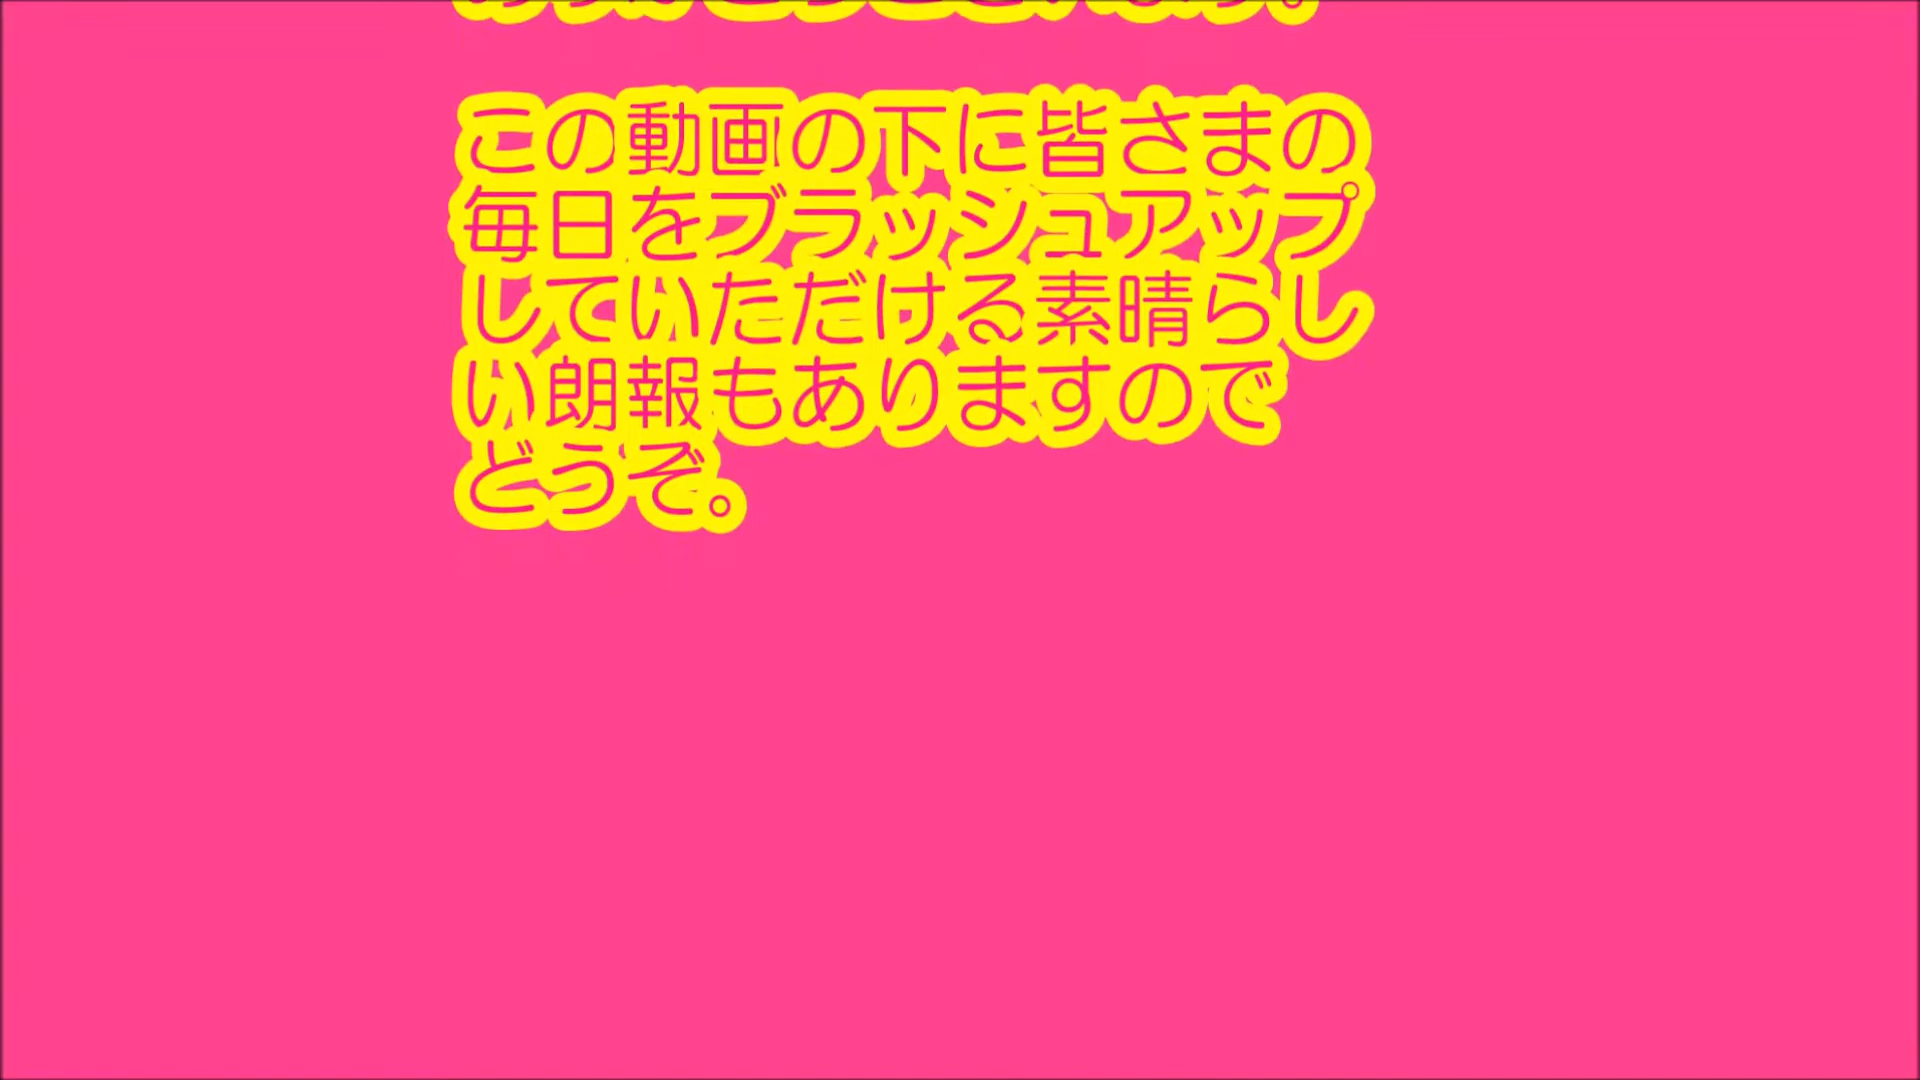 この動画の下に皆さまの
毎日をブラッシュアップ
していただける素晴らし
い朗報もありますので
どうぞ。